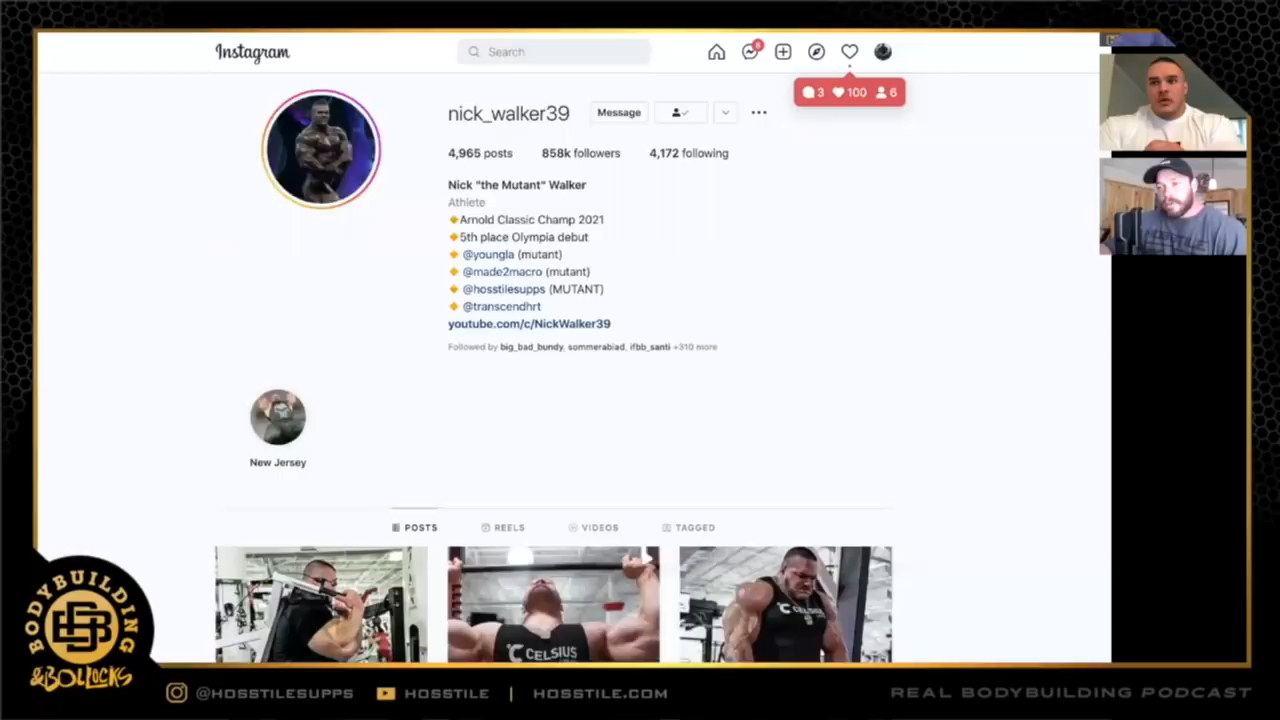 Instagram
Search
8
3 100 6
nick_walker39 Message
4,965 posts 858k followers 4,172 following
Nick "the Mutant" Walker
Athlete
Arnold Classic Champ 2021
5th place Olympia debut
@youngla (mutant)
@made2macro (mutant)
@hosstilesupps (MUTANT)
@transcendhrt
youtube.com/c/NickWalker39
Followed by big_bad_bundy, sommerablad, ifbb_santi +310 more
New Jersey
POSTS REELS VIDEOS TAGGED
CELSIUS
CELSIUS
HOSSTILE
BODYBUILDING
&BOLLOCKS
@HOSSTILESUPPS HOSSTILE | HOSSTILE.COM
REAL BODYBUILDING PODCAST